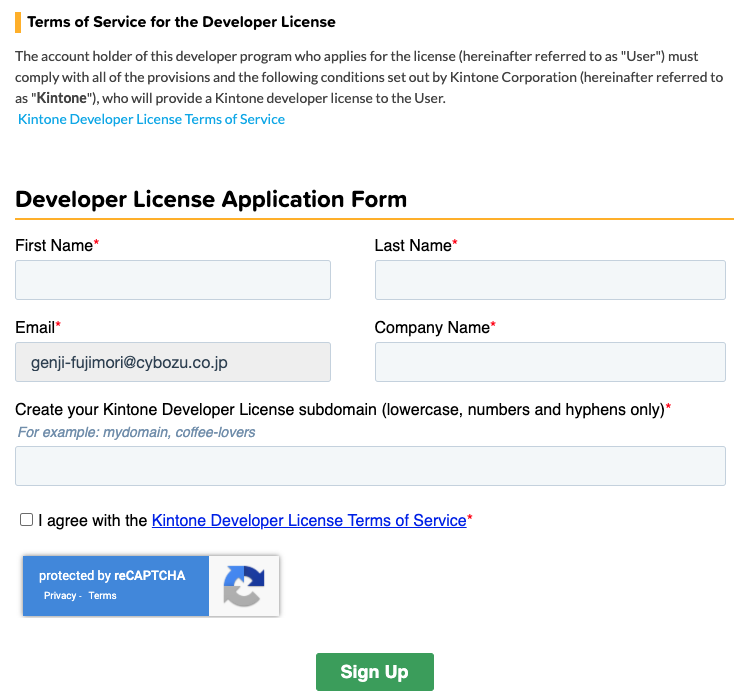 Terms of Service for the Developer License
The account holder of this developer program who applies for the license (hereinafter referred to as "User") must
comply with all of the provisions and the following conditions set out by Kintone Corporation (hereinafter referred to
as "Kintone"), who will provide a Kintone developer license to the User.
Kintone Developer License Terms of Service
Developer License Application Form
First Name*
Last Name*
Email*
Company Name*
genji-fujimori@cybozu.co.jp
Create your Kintone Developer License subdomain (lowercase, numbers and hyphens only)*
For example: mydomain, coffee-lovers
I agree with the Kintone Developer License Terms of Service*
protected by reCAPTCHA
Privacy - Terms
Sign Up